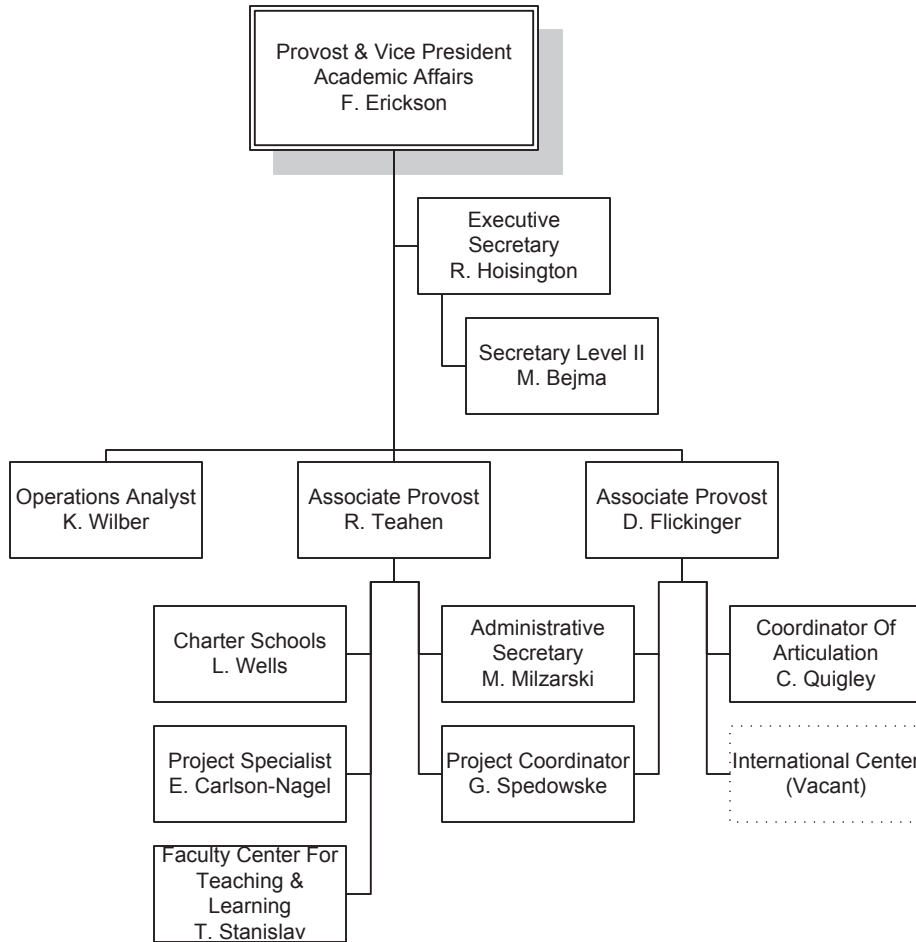 Provost & Vice President
Academic Affairs
F. Erickson
Executive
Secretary
R. Hoisington
Secretary Level II
M. Bejma
Operations Analyst
K. Wilber
Associate Provost
R. Teahen
Associate Provost
D. Flickinger
Charter Schools
L. Wells
Administrative
Secretary
M. Milzarski
Coordinator Of
Articulation
C. Quigley
Project Specialist
E. Carlson-Nagel
Project Coordinator
G. Spedowske
International Center
(Vacant)
Faculty Center For
Teaching &
Learning
T. Stanislav